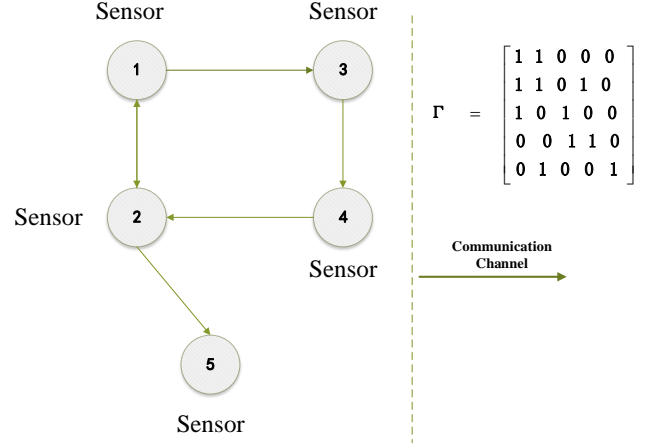 Sensor
Sensor
1
3
Sensor
2
4
Sensor
5
Sensor
Γ = 1 1 0 0 0
1 1 0 1 0
1 0 1 0 0
0 0 1 1 0
0 1 0 0 1
Communication
Channel